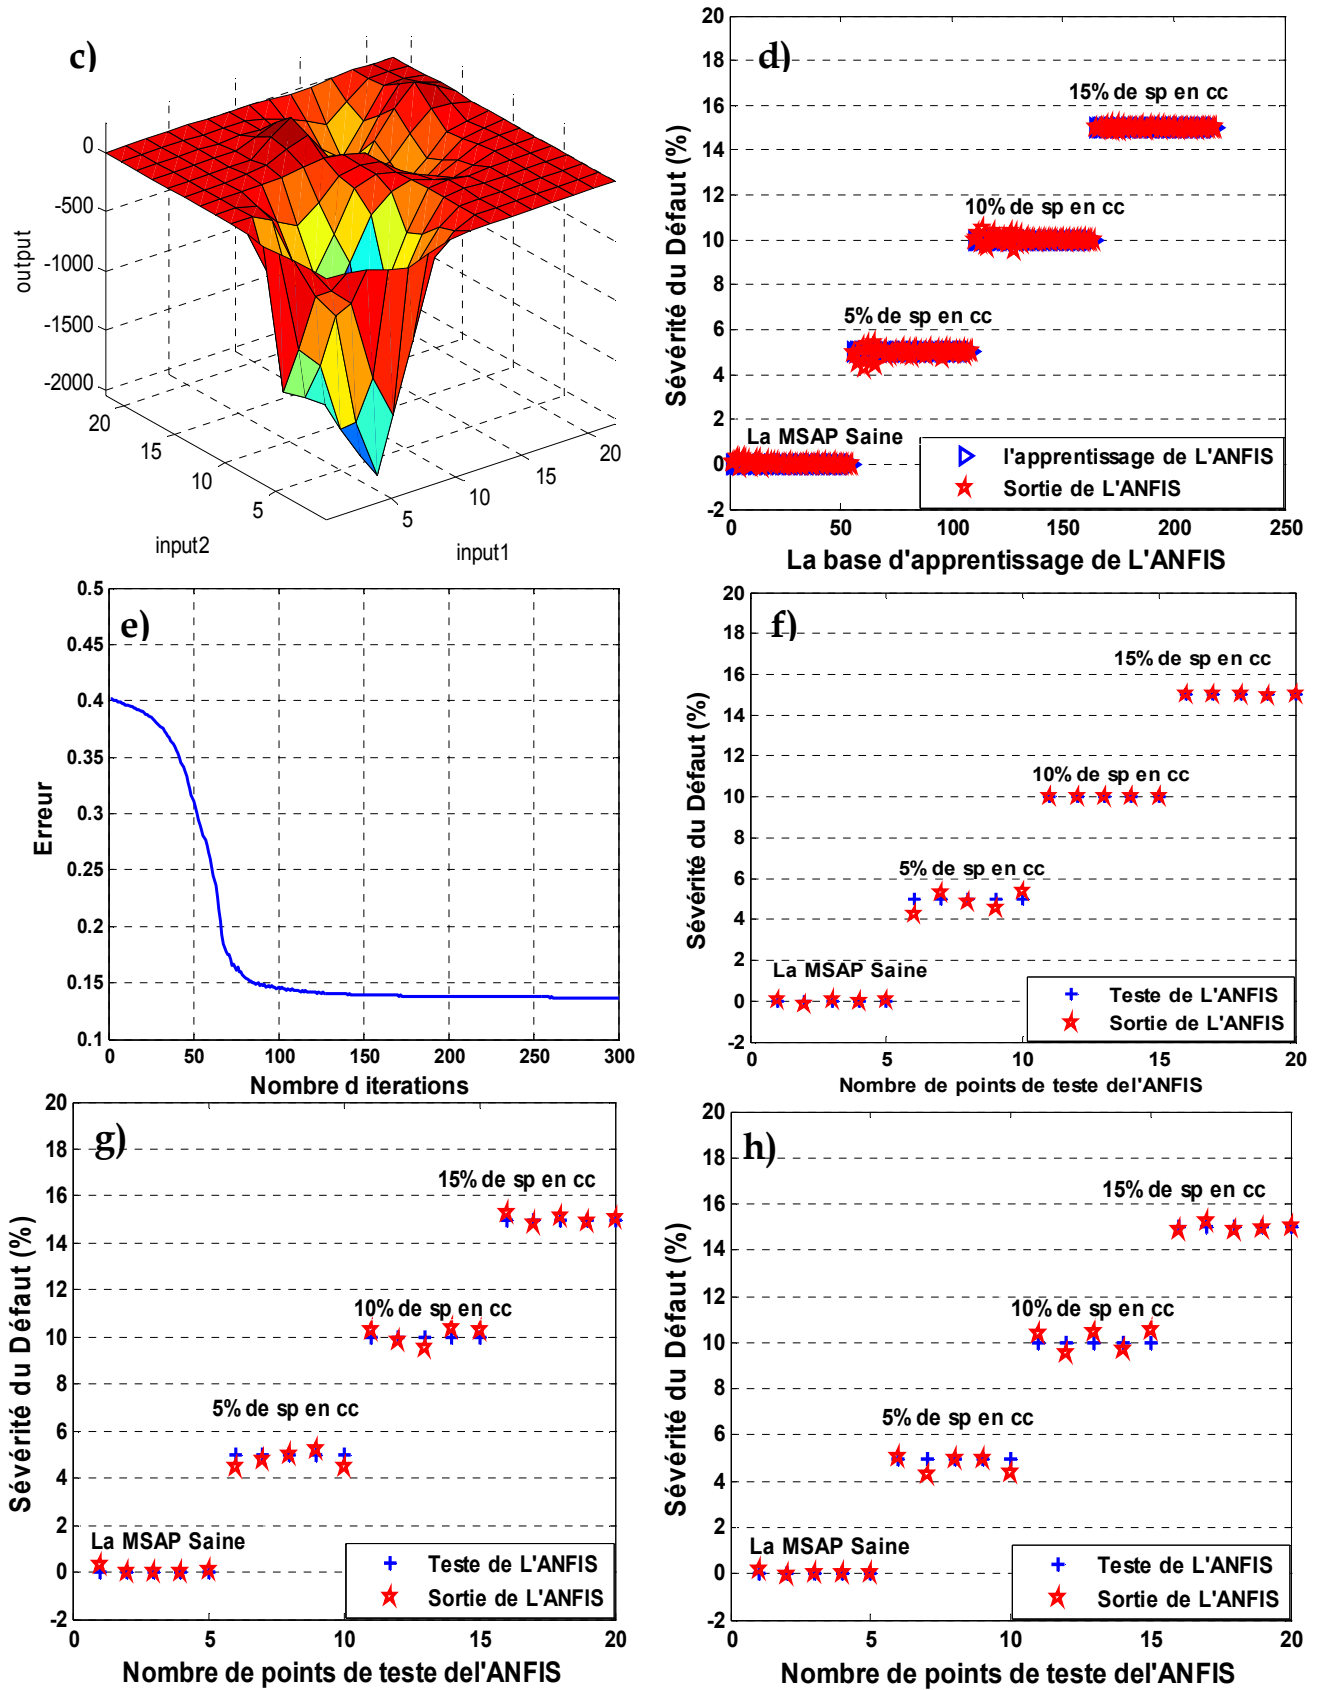 c)
0
-500
-1000
-1500
-2000
output
20
15
10
5
input2
5
10
15
20
input1
d)
20
18
16
14
12
10
8
6
4
2
0
-2
Sévérité du Défaut (%)
15% de sp en cc
10% de sp en cc
5% de sp en cc
La MSAP Saine
l'apprentissage de L'ANFIS
Sortie de L'ANFIS
0 50 100 150 200 250
La base d'apprentissage de L'ANFIS
e)
0.5
0.45
0.4
0.35
0.3
0.25
0.2
0.15
0.1
Erreur
0 50 100 150 200 250 300
Nombre d iterations
f)
20
18
16
14
12
10
8
6
4
2
0
-2
Sévérité du Défaut (%)
15% de sp en cc
10% de sp en cc
5% de sp en cc
La MSAP Saine
Teste de L'ANFIS
Sortie de L'ANFIS
0 5 10 15 20
Nombre de points de teste del'ANFIS
g)
20
18
16
14
12
10
8
6
4
2
0
-2
Sévérité du Défaut (%)
15% de sp en cc
10% de sp en cc
5% de sp en cc
La MSAP Saine
Teste de L'ANFIS
Sortie de L'ANFIS
0 5 10 15 20
Nombre de points de teste del'ANFIS
h)
20
18
16
14
12
10
8
6
4
2
0
-2
Sévérité du Défaut (%)
15% de sp en cc
10% de sp en cc
5% de sp en cc
La MSAP Saine
Teste de L'ANFIS
Sortie de L'ANFIS
0 5 10 15 20
Nombre de points de teste del'ANFIS